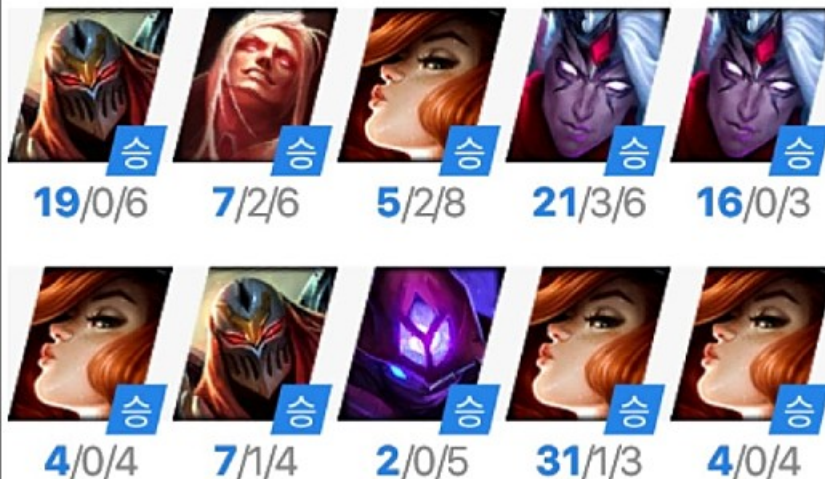 승 승 승 승 승
19/0/6 7/2/6 5/2/8 21/3/6 16/0/3
승 승 승 승 승
4/0/4 7/1/4 2/0/5 31/1/3 4/0/4